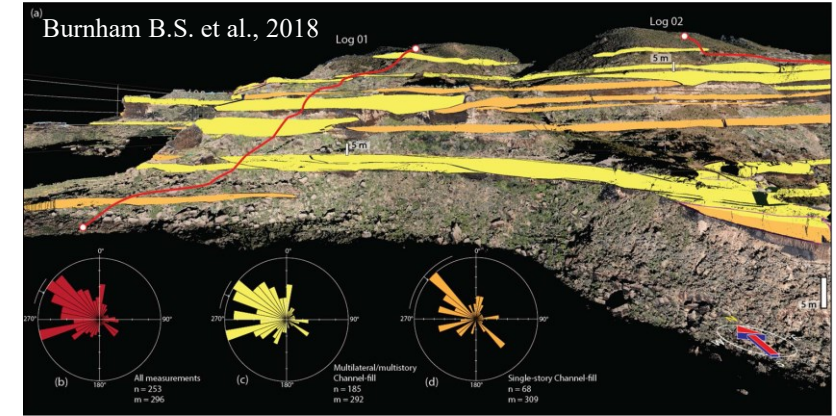 (a)
Burnham B.S. et al., 2018
Log 01
Log 02
5 m
5 m
5 m
0°
270°
90°
180°
(b)
All measurements
n = 253
m = 296
0°
270°
90°
180°
(c)
Multilateral/multistory
Channel-fill
n = 185
m = 292
0°
270°
90°
180°
(d)
Single-story Channel-fill
n = 68
m = 309